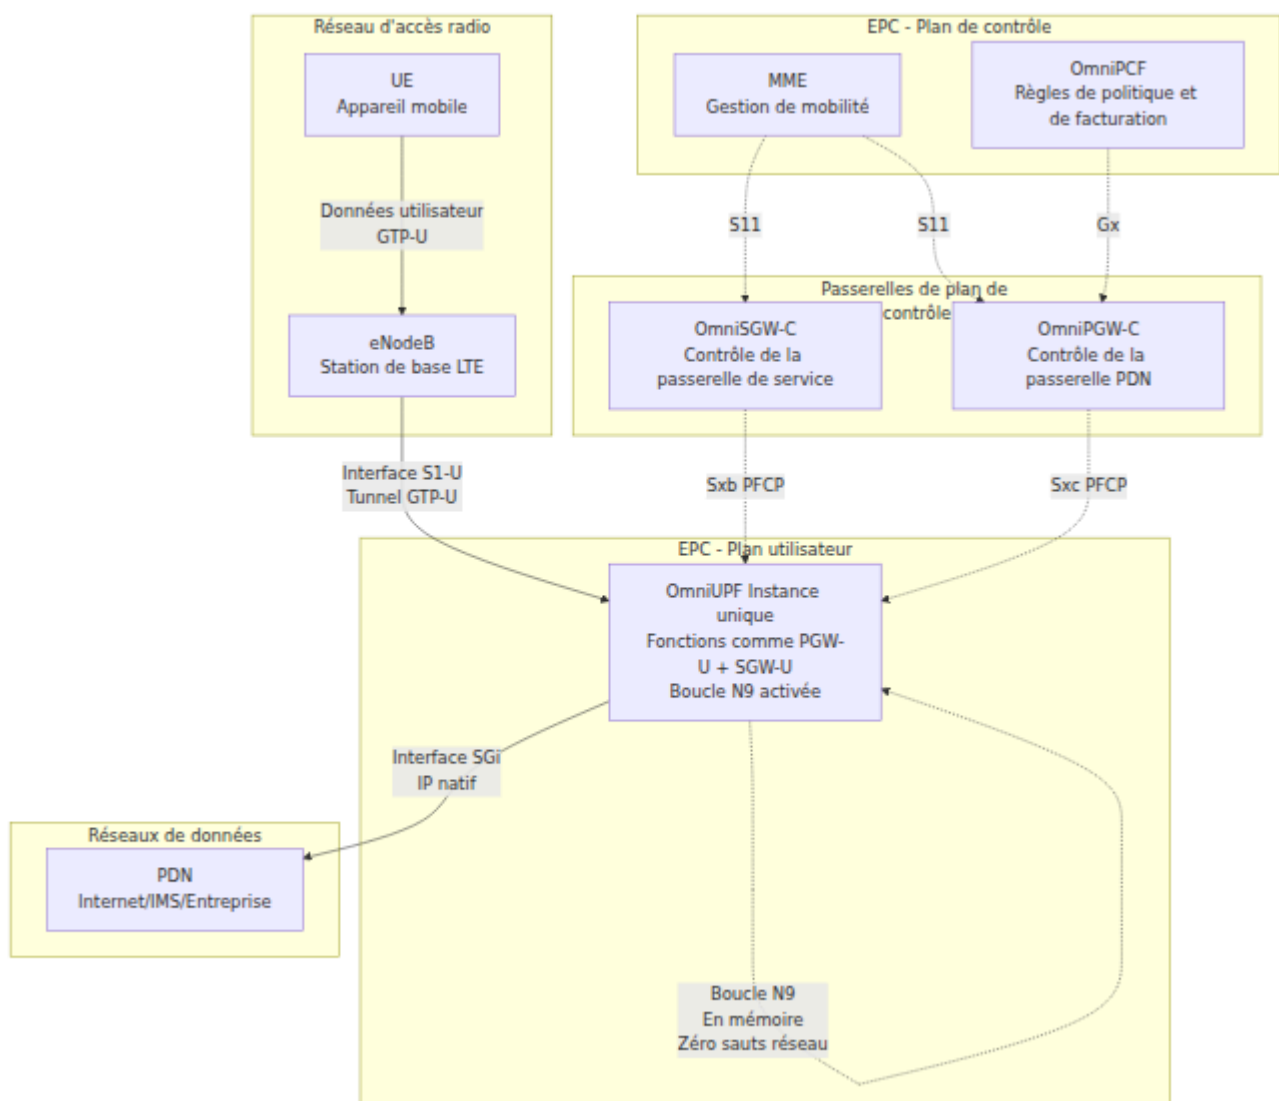 Réseau d'accès radio
UE
Appareil mobile
Données utilisateur
GTP-U
eNodeB
Station de base LTE
EPC - Plan de contrôle
MME
Gestion de mobilité
OmniPCF
Règles de politique et
de facturation
S11
S11
Gx
Passerelles de plan de
contrôle
OmniSGW-C
Contrôle de la
passerelle de service
OmniPGW-C
Contrôle de la
passerelle PDN
Interface S1-U
Tunnel GTP-U
Sxb PFCP
Sxc PFCP
EPC - Plan utilisateur
OmniUPF Instance
unique
Fonctions comme PGW-
U + SGW-U
Boucle N9 activée
Interface SGi
IP natif
Réseaux de données
PDN
Internet/IMS/Entreprise
Boucle N9
En mémoire
Zéro sauts réseau